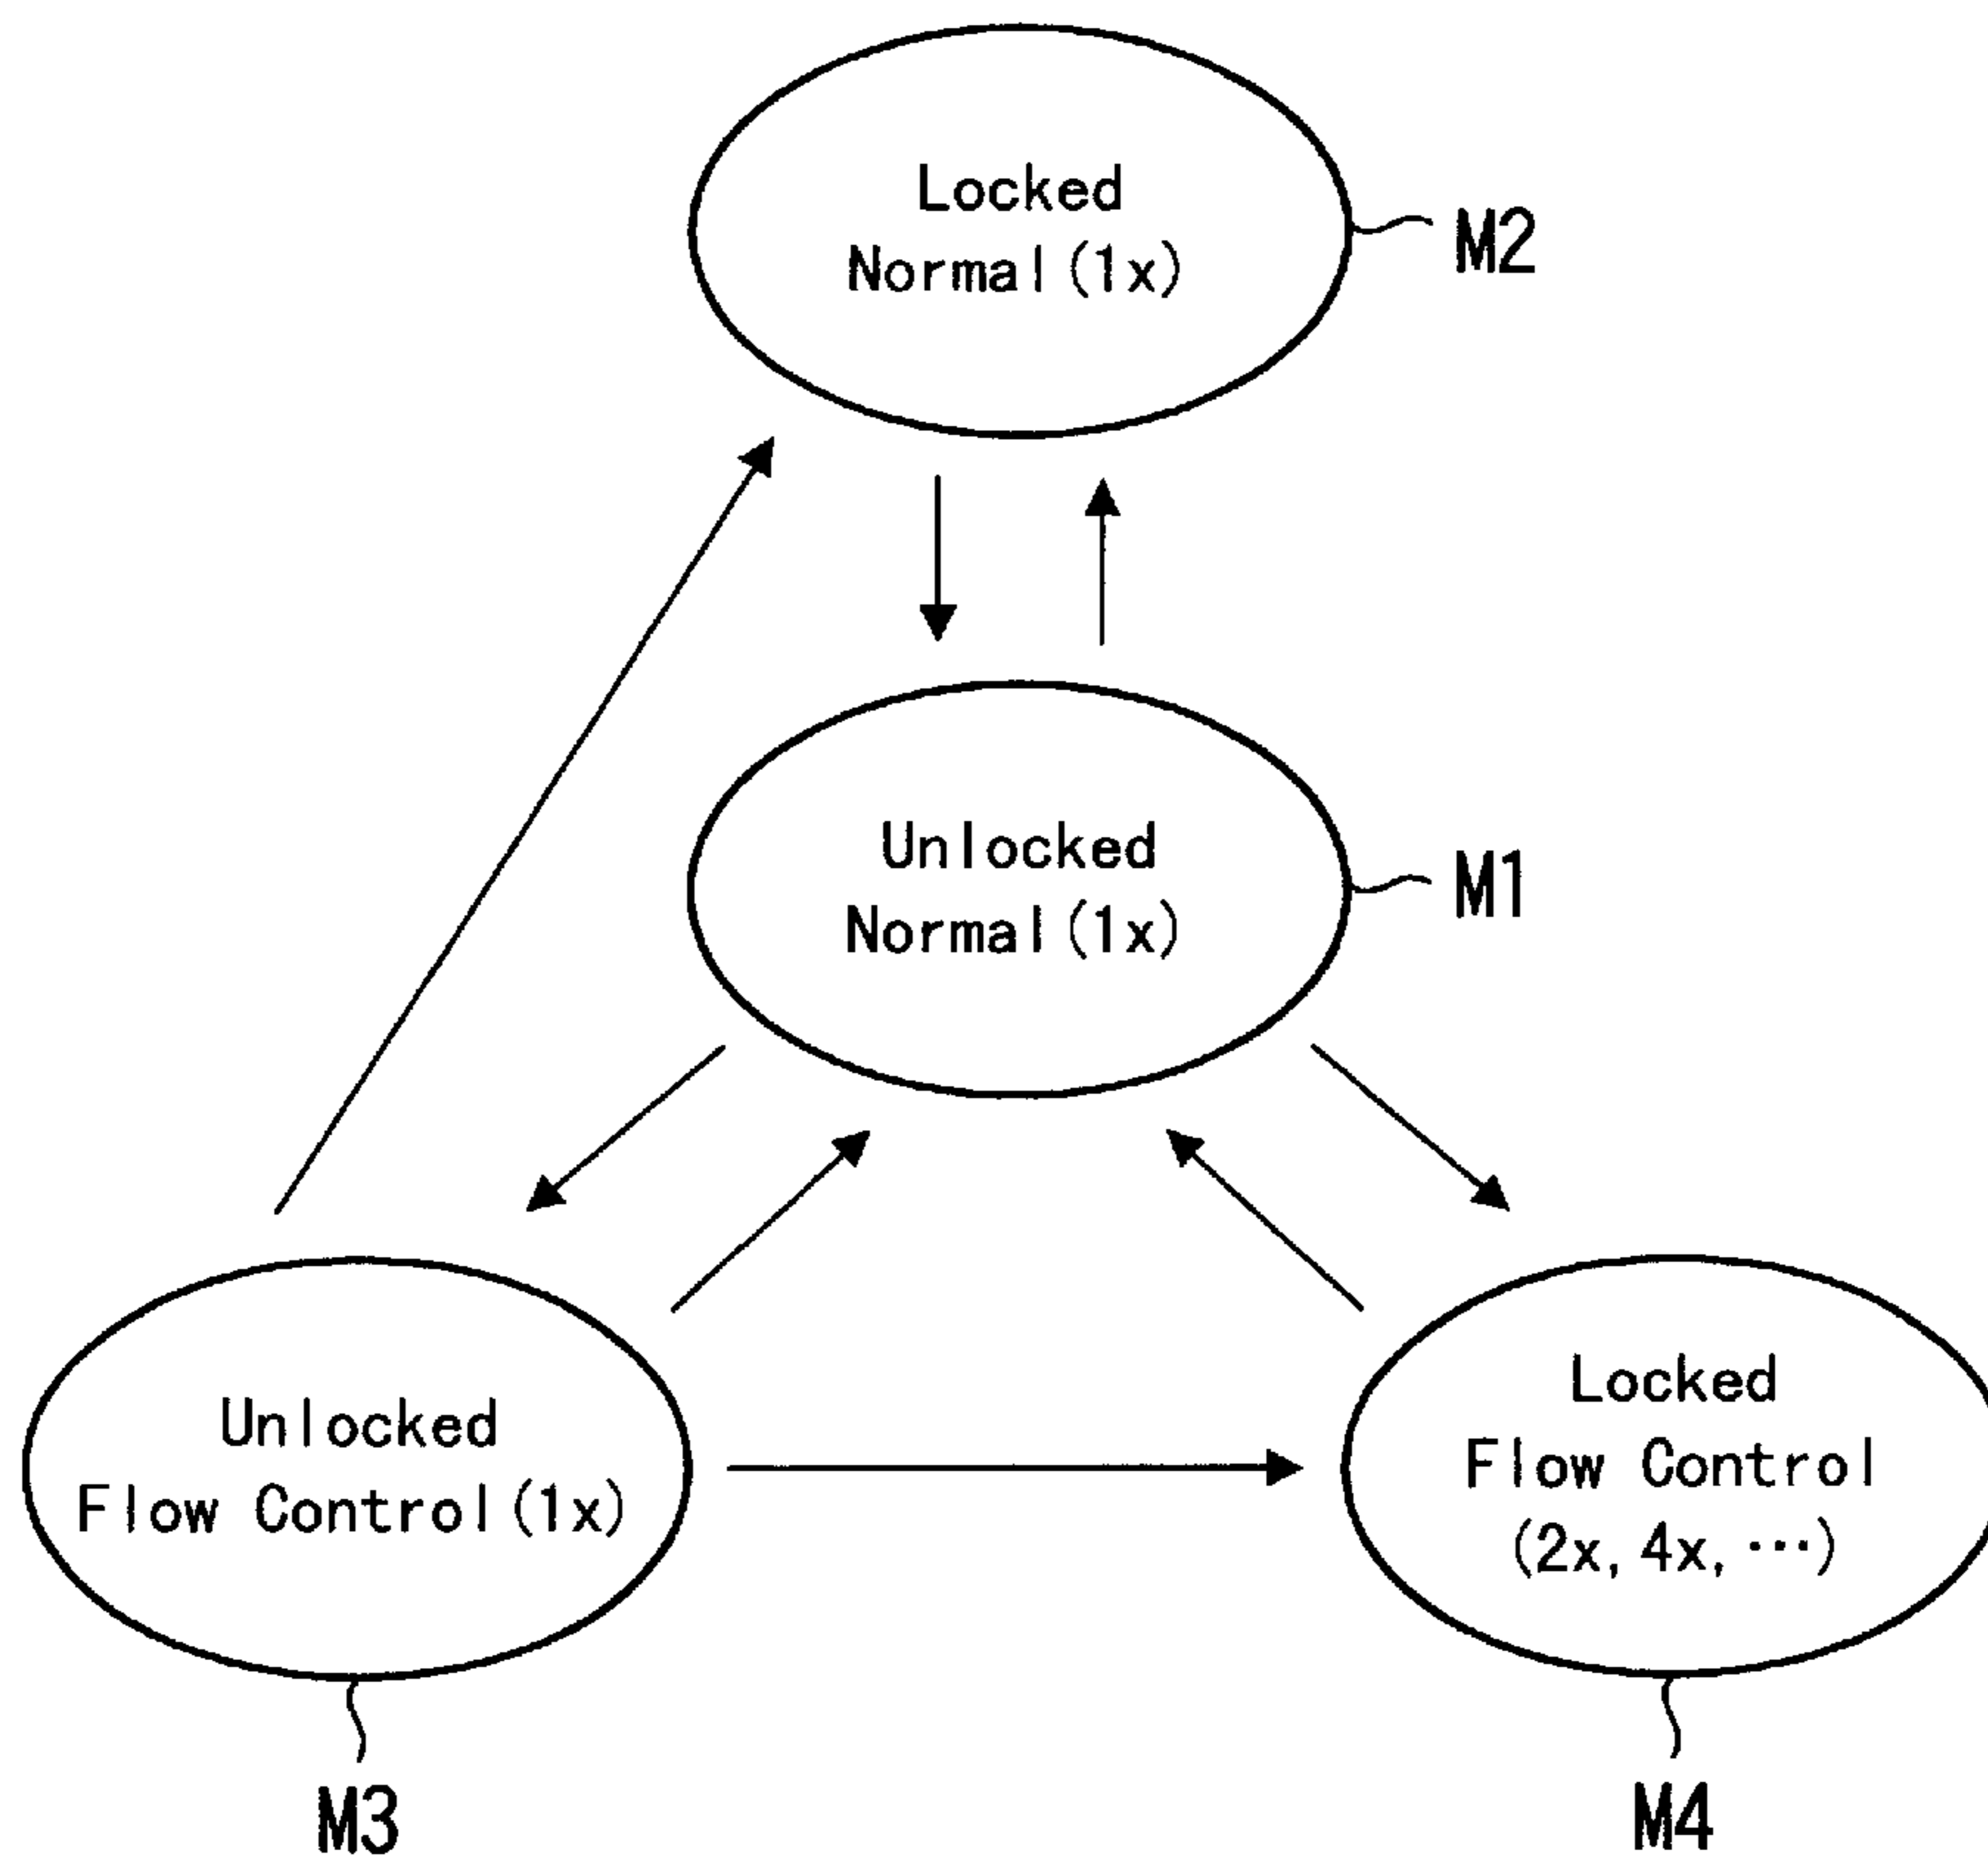 Locked
Normal(1x)
M2
Unlocked
Normal(1x)
M1
Unlocked
Flow Control(1x)
Locked
Flow Control
(2x, 4x, ⋯)
M3
M4